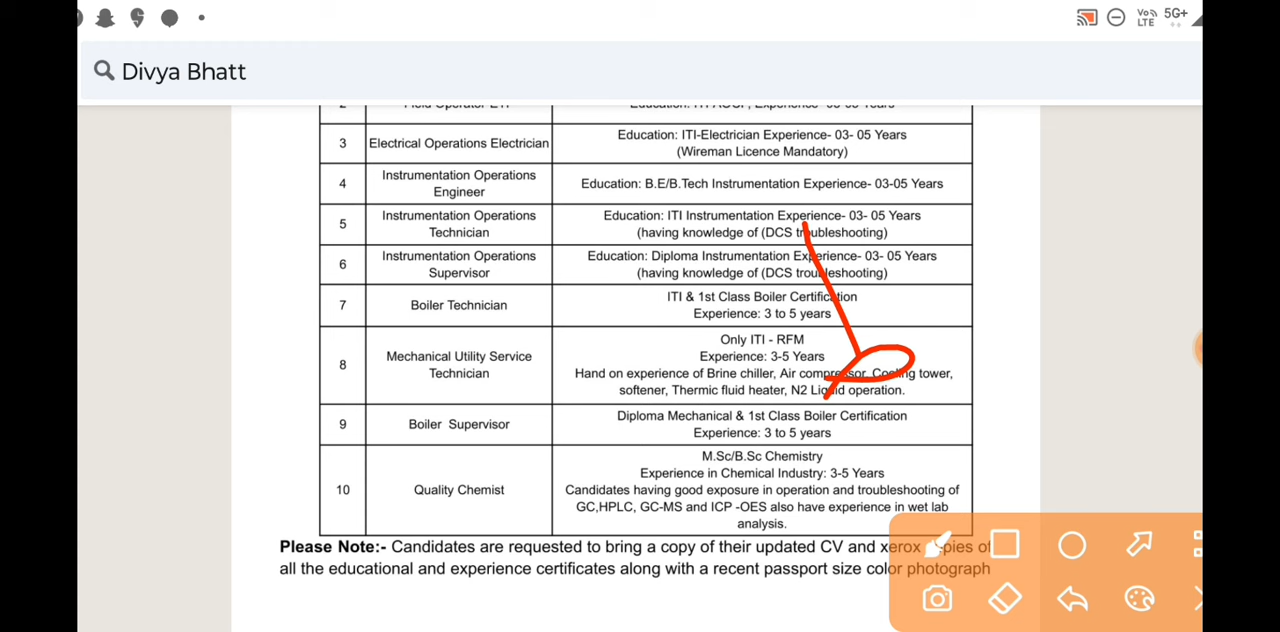 Vo))
LTE
5G+
Divya Bhatt
3
Electrical Operations Electrician
Education: ITI-Electrician Experience- 03- 05 Years
(Wireman Licence Mandatory)
4
Instrumentation Operations
Engineer
Education: B.E/B.Tech Instrumentation Experience- 03-05 Years
5
Instrumentation Operations
Technician
Education: ITI Instrumentation Experience- 03- 05 Years
(having knowledge of (DCS troubleshooting)
6
Instrumentation Operations
Supervisor
Education: Diploma Instrumentation Experience- 03- 05 Years
(having knowledge of (DCS troubleshooting)
7
Boiler Technician
ITI & 1st Class Boiler Certification
Experience: 3 to 5 years
8
Mechanical Utility Service
Technician
Only ITI - RFM
Experience: 3-5 Years
Hand on experience of Brine chiller, Air compressor, Cooling tower,
softener, Thermic fluid heater, N2 Liquid operation.
9
Boiler Supervisor
Diploma Mechanical & 1st Class Boiler Certification
Experience: 3 to 5 years
10
Quality Chemist
M.Sc/B.Sc Chemistry
Experience in Chemical Industry: 3-5 Years
Candidates having good exposure in operation and troubleshooting of
GC,HPLC, GC-MS and ICP -OES also have experience in wet lab
analysis.
Please Note:- Candidates are requested to bring a copy of their updated CV and xerox copies of
all the educational and experience certificates along with a recent passport size color photograph